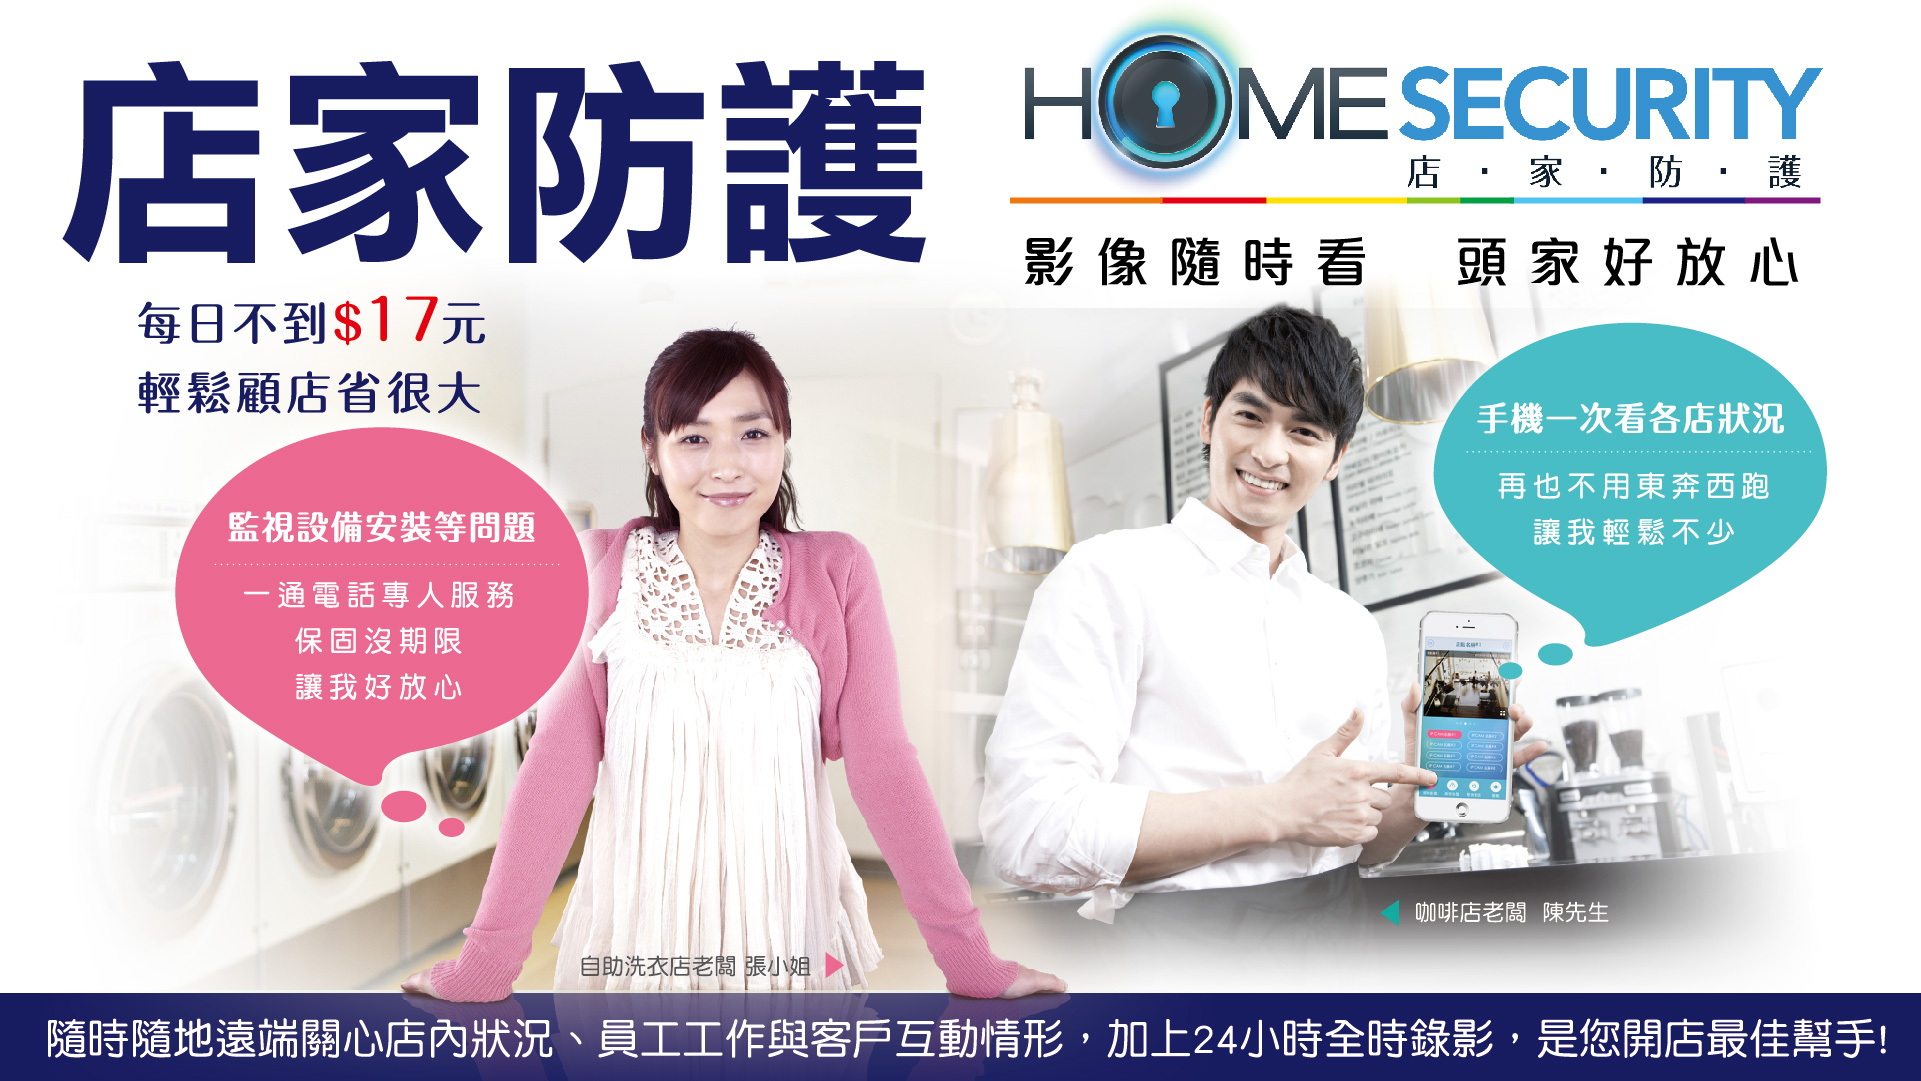 店家防護
HOMESECURITY
店・家・防・護
影像隨時看 頭家好放心
每日不到$17元
輕鬆顧店省很大
監視設備安裝等問題
一通電話專人服務
保固沒期限
讓我好放心
手機一次看各店狀況
再也不用東奔西跑
讓我輕鬆不少
咖啡店老闆 陳先生
自助洗衣店老闆 張小姐
隨時隨地遠端關心店內狀況、員工工作與客戶互動情形，加上24小時全時錄影，是您開店最佳幫手!